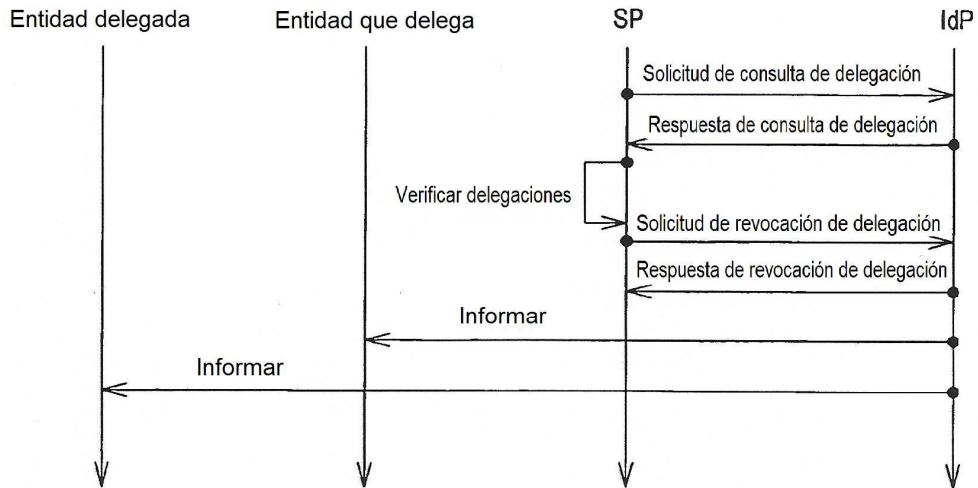 Entidad delegada
Entidad que delega
SP
IdP
Solicitud de consulta de delegación
Respuesta de consulta de delegación
Verificar delegaciones
Solicitud de revocación de delegación
Respuesta de revocación de delegación
Informar
Informar